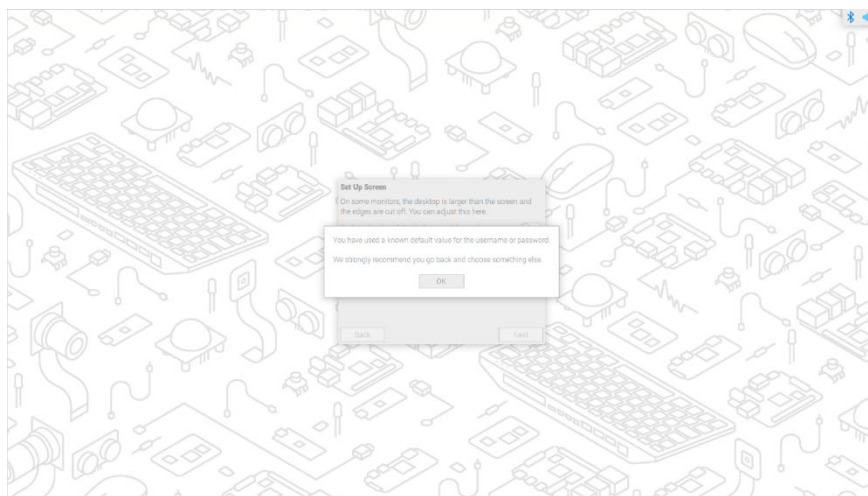 Set Up Screen
On some monitors, the desktop is larger than the screen and
the edges are cut off. You can adjust this here.
You have used a known default value for the username or password.
We strongly recommend you go back and choose something else.
OK
Back
Next